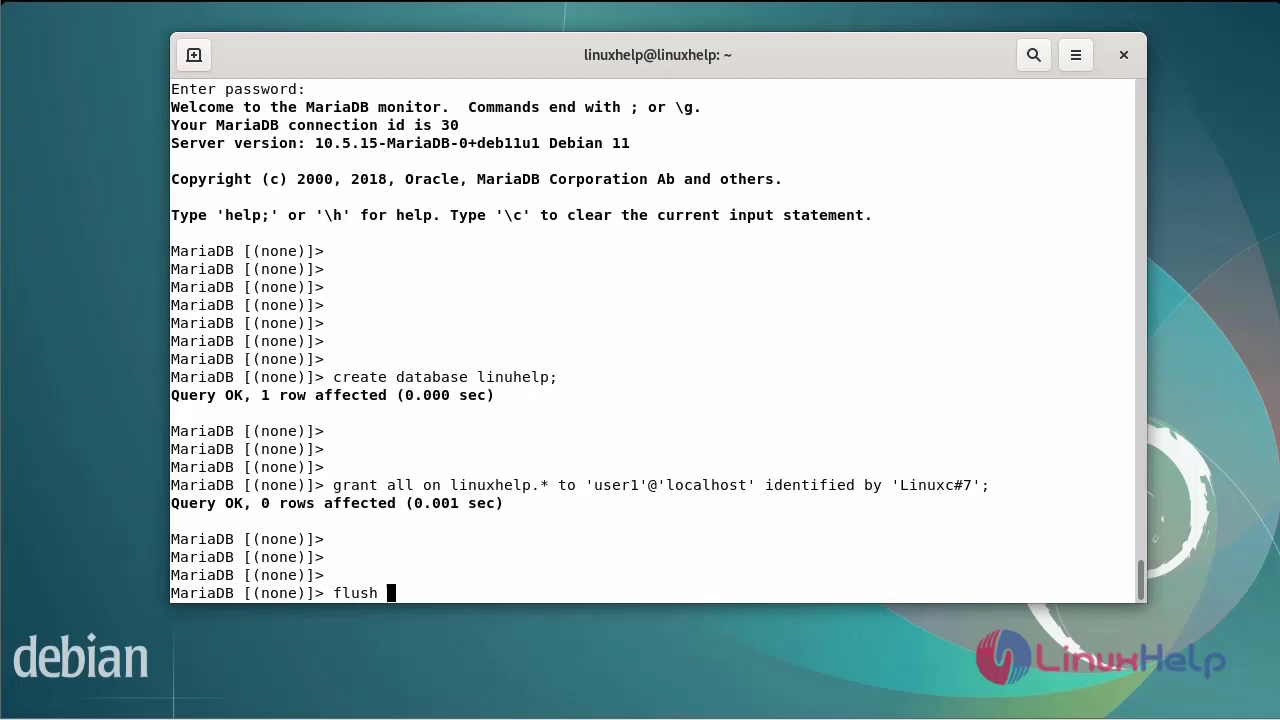 linuxhelp@linuxhelp: ~
Enter password:
Welcome to the MariaDB monitor.  Commands end with ; or \g.
Your MariaDB connection id is 30
Server version: 10.5.15-MariaDB-0+deb11u1 Debian 11
Copyright (c) 2000, 2018, Oracle, MariaDB Corporation Ab and others.
Type 'help;' or '\h' for help. Type '\c' to clear the current input statement.
MariaDB [(none)]>
MariaDB [(none)]>
MariaDB [(none)]>
MariaDB [(none)]>
MariaDB [(none)]>
MariaDB [(none)]>
MariaDB [(none)]>
MariaDB [(none)]> create database linuhelp;
Query OK, 1 row affected (0.000 sec)
MariaDB [(none)]>
MariaDB [(none)]>
MariaDB [(none)]>
MariaDB [(none)]> grant all on linuxhelp.* to 'user1'@'localhost' identified by 'Linuxc#7';
Query OK, 0 rows affected (0.001 sec)
MariaDB [(none)]>
MariaDB [(none)]>
MariaDB [(none)]>
MariaDB [(none)]> flush
debian
LinuxHelp